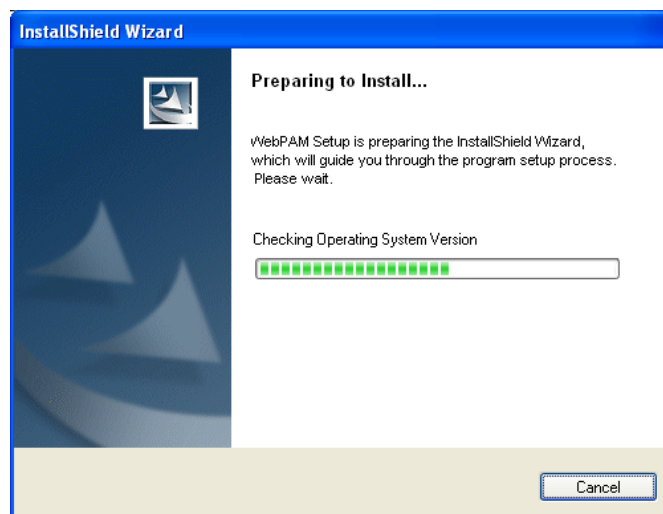 InstallShield Wizard
Preparing to Install...
WebPAM Setup is preparing the InstallShield Wizard,
which will guide you through the program setup process.
Please wait.
Checking Operating System Version
Cancel